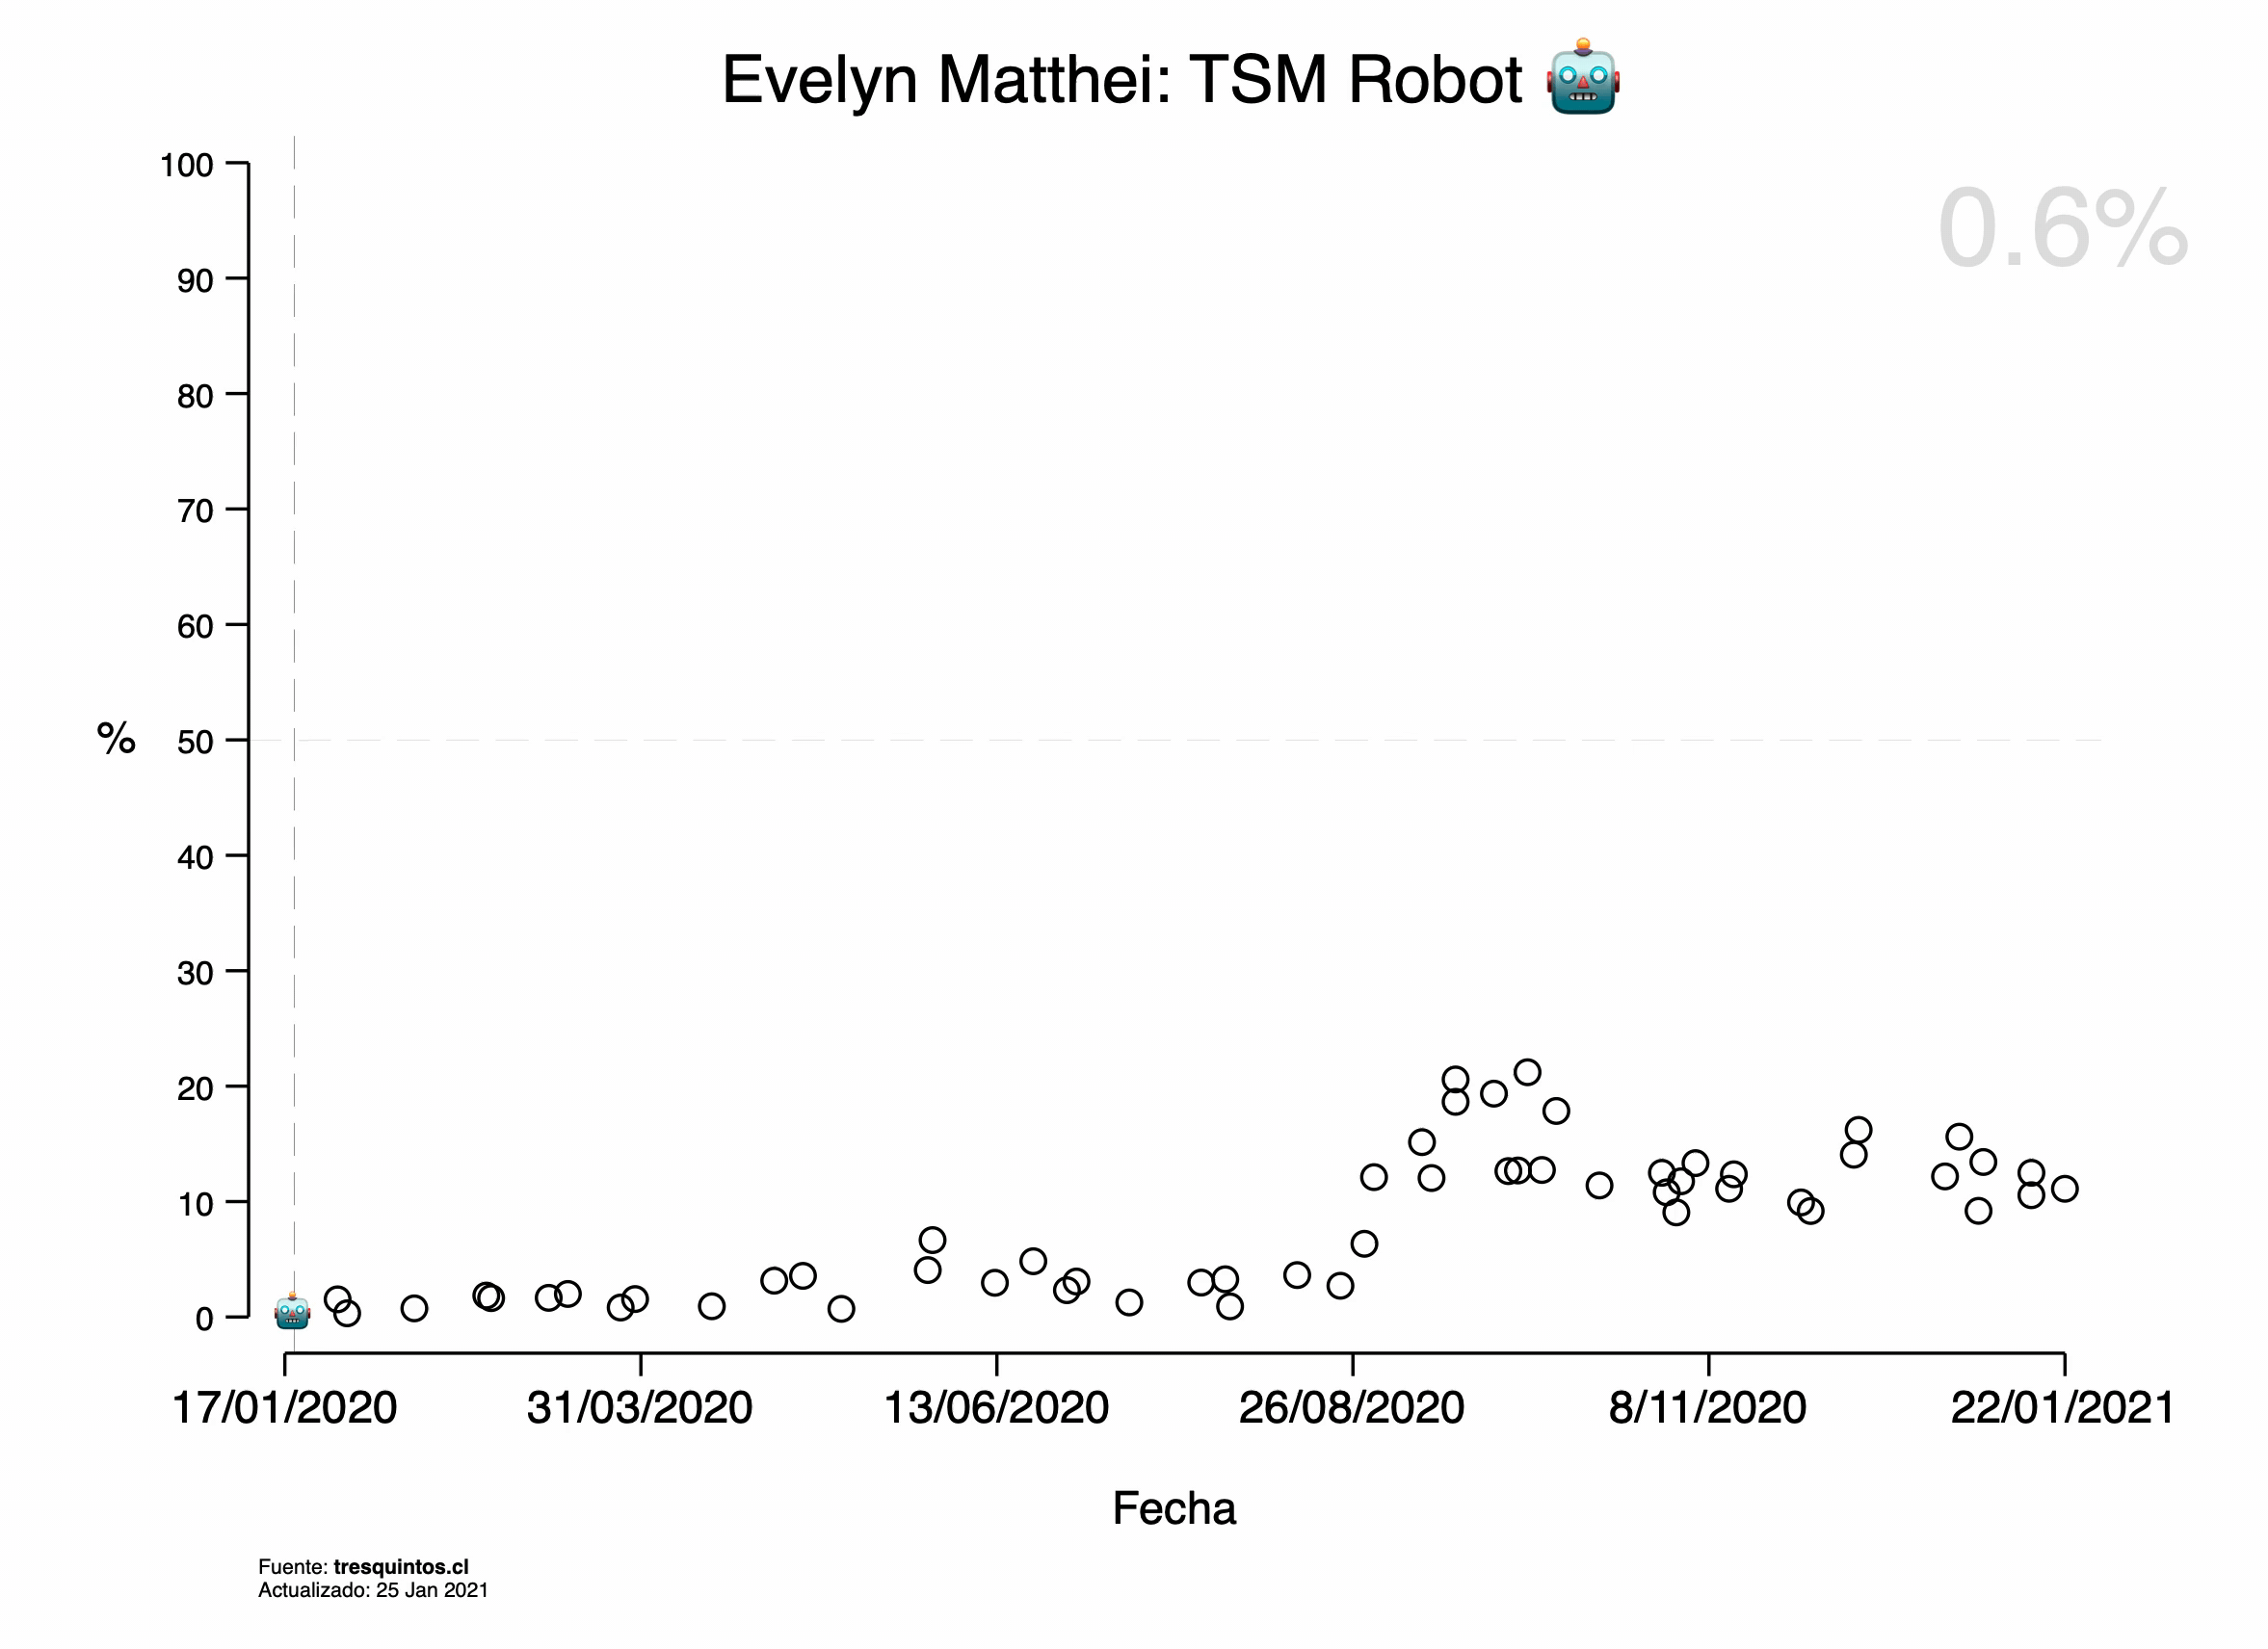 Evelyn Matthei: TSM Robot 🤖
0.6%
100
90
80
70
60
% 50
40
30
20
10
0
17/01/2020 31/03/2020 13/06/2020 26/08/2020 8/11/2020 22/01/2021
Fecha
Fuente: tresquintos.cl
Actualizado: 25 Jan 2021